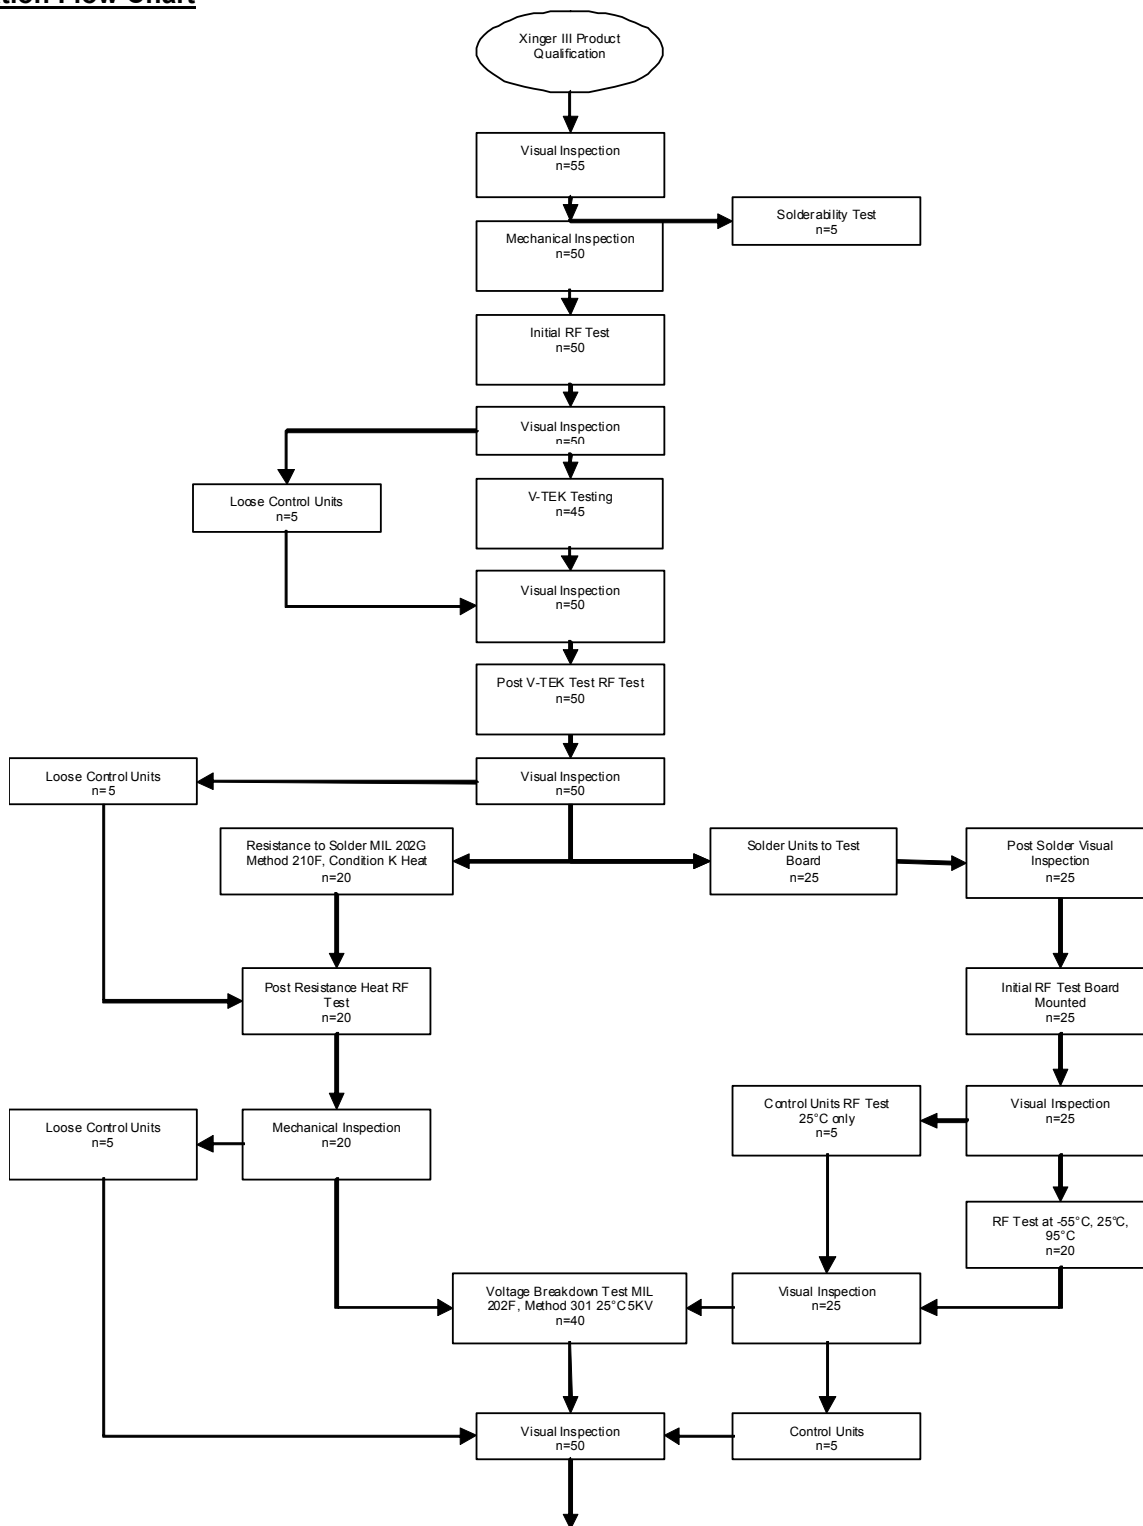 Xinger III Product
Qualification
Visual Inspection
n=55
Solderability Test
n=5
Mechanical Inspection
n=50
Initial RF Test
n=50
Visual Inspection
n=50
Loose Control Units
n=5
V-TEK Testing
n=45
Visual Inspection
n=50
Post V-TEK Test RF Test
n=50
Loose Control Units
n=5
Visual Inspection
n=50
Resistance to Solder MIL 202G
Method 210F, Condition K Heat
n=20
Solder Units to Test
Board
n=25
Post Solder Visual
Inspection
n=25
Post Resistance Heat RF
Test
n=20
Initial RF Test Board
Mounted
n=25
Loose Control Units
n=5
Mechanical Inspection
n=20
Control Units RF Test
25°C only
n=5
Visual Inspection
n=25
RF Test at -55°C, 25°C,
95°C
n=20
Voltage Breakdown Test MIL
202F, Method 301 25°C 5KV
n=40
Visual Inspection
n=25
Visual Inspection
n=50
Control Units
n=5